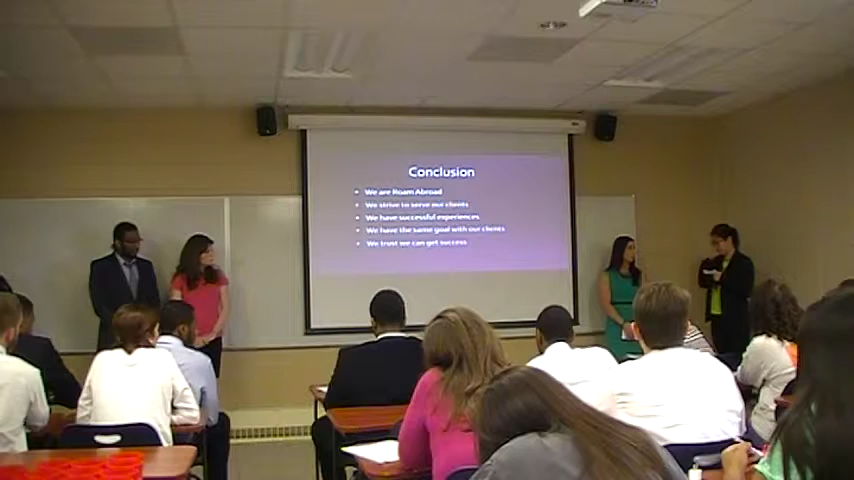 Conclusion
• We are Roam Abroad
• We strive to serve our clients
• We have successful experiences
• We have the same goal with our clients
• We trust we can get success